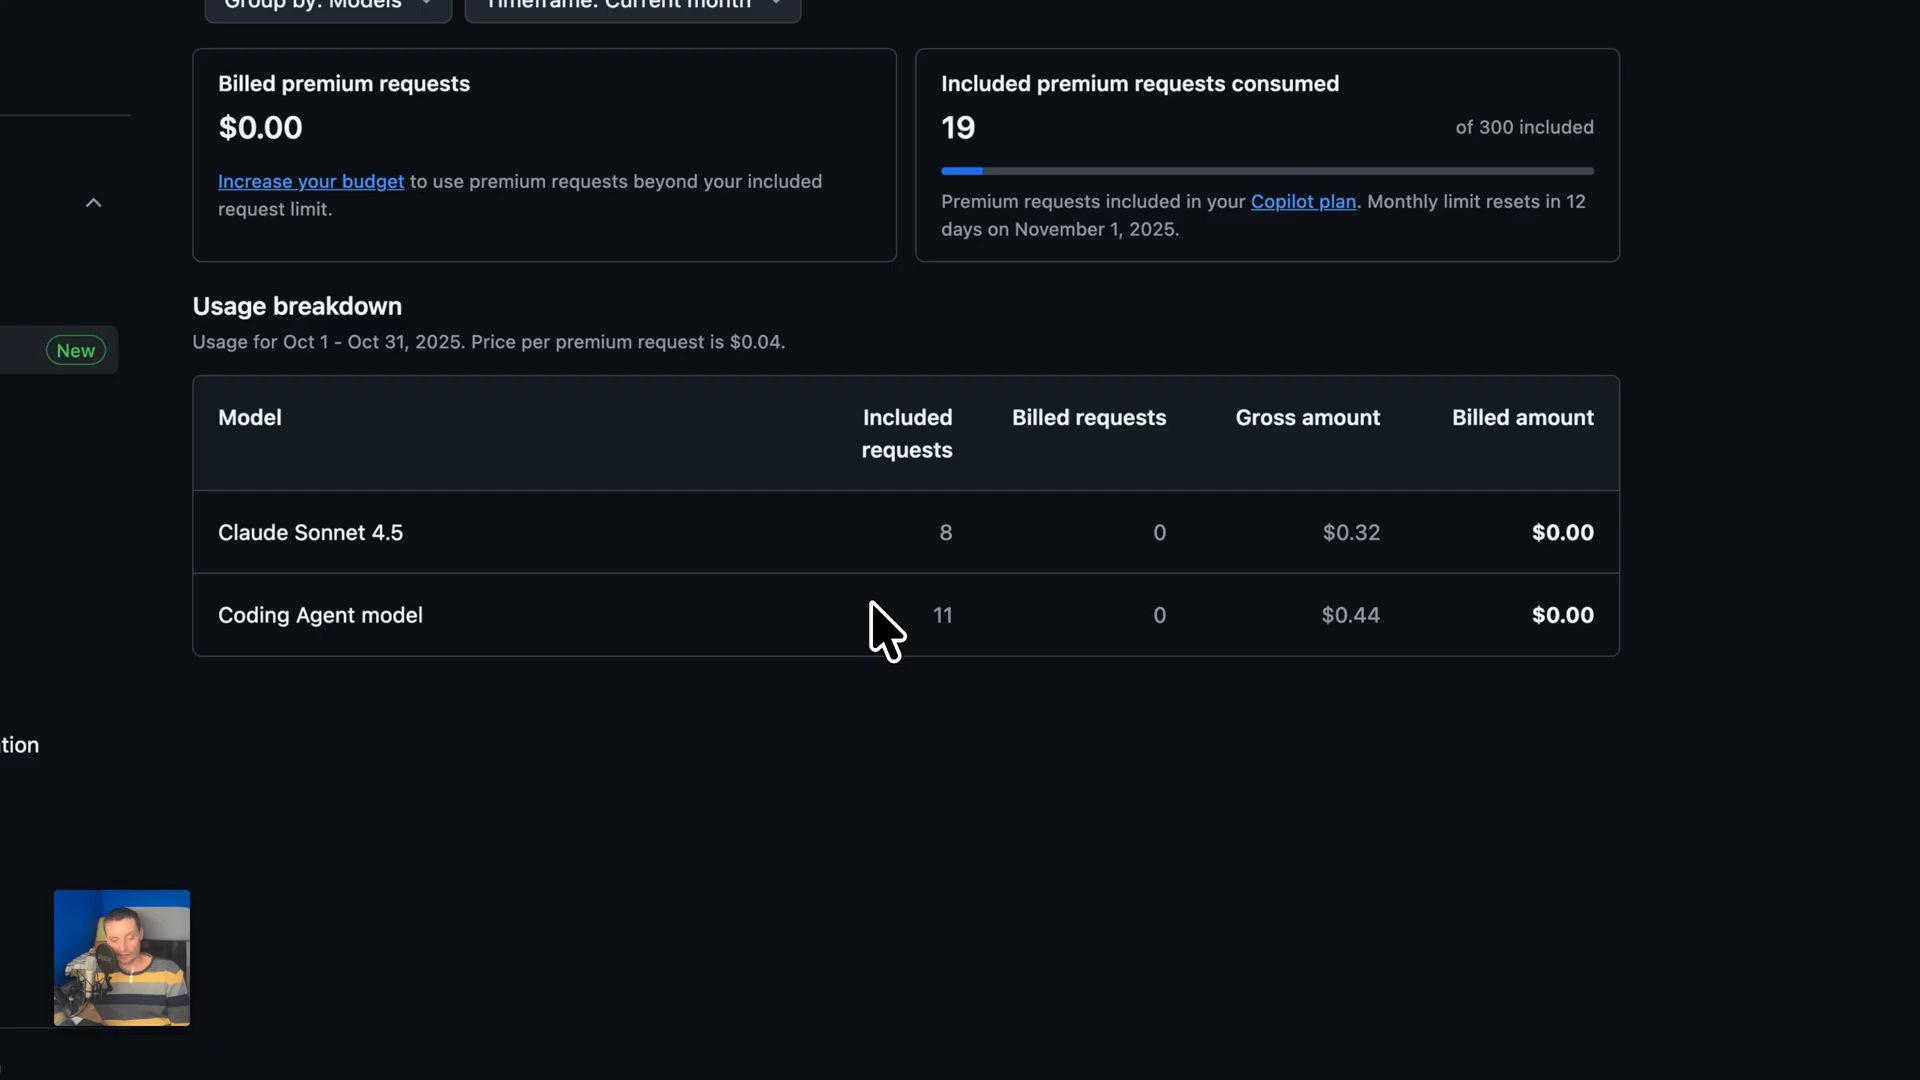 Group by: Models
Timeframe: Current month
Billed premium requests
$0.00
Increase your budget to use premium requests beyond your included
request limit.
Included premium requests consumed
19
of 300 included
Premium requests included in your Copilot plan. Monthly limit resets in 12
days on November 1, 2025.
New
Usage breakdown
Usage for Oct 1 - Oct 31, 2025. Price per premium request is $0.04.
Model
Included
requests
Billed requests
Gross amount
Billed amount
Claude Sonnet 4.5
8
0
$0.32
$0.00
Coding Agent model
11
0
$0.44
$0.00
tion